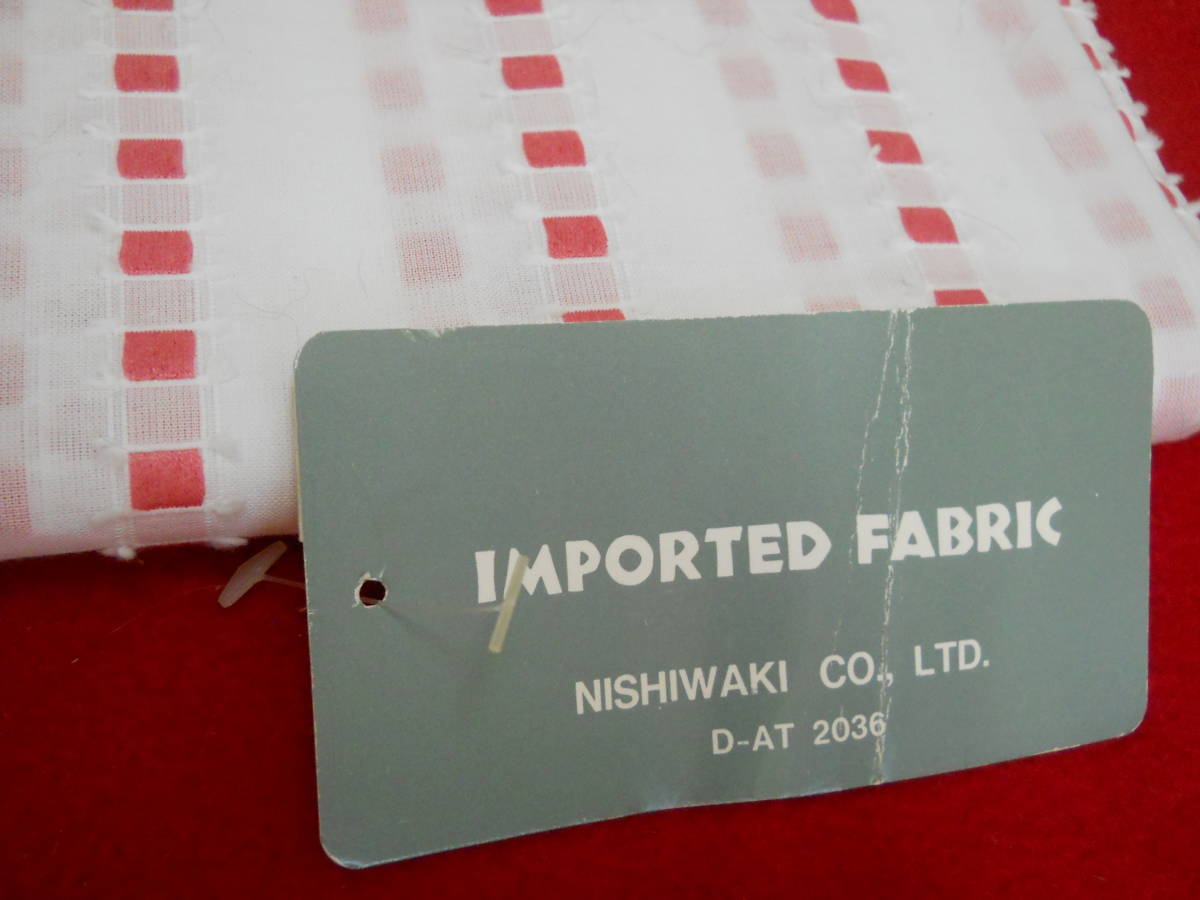 IMPORTED FABRIC
NISHIWAKI CO., LTD.
D-AT 2036